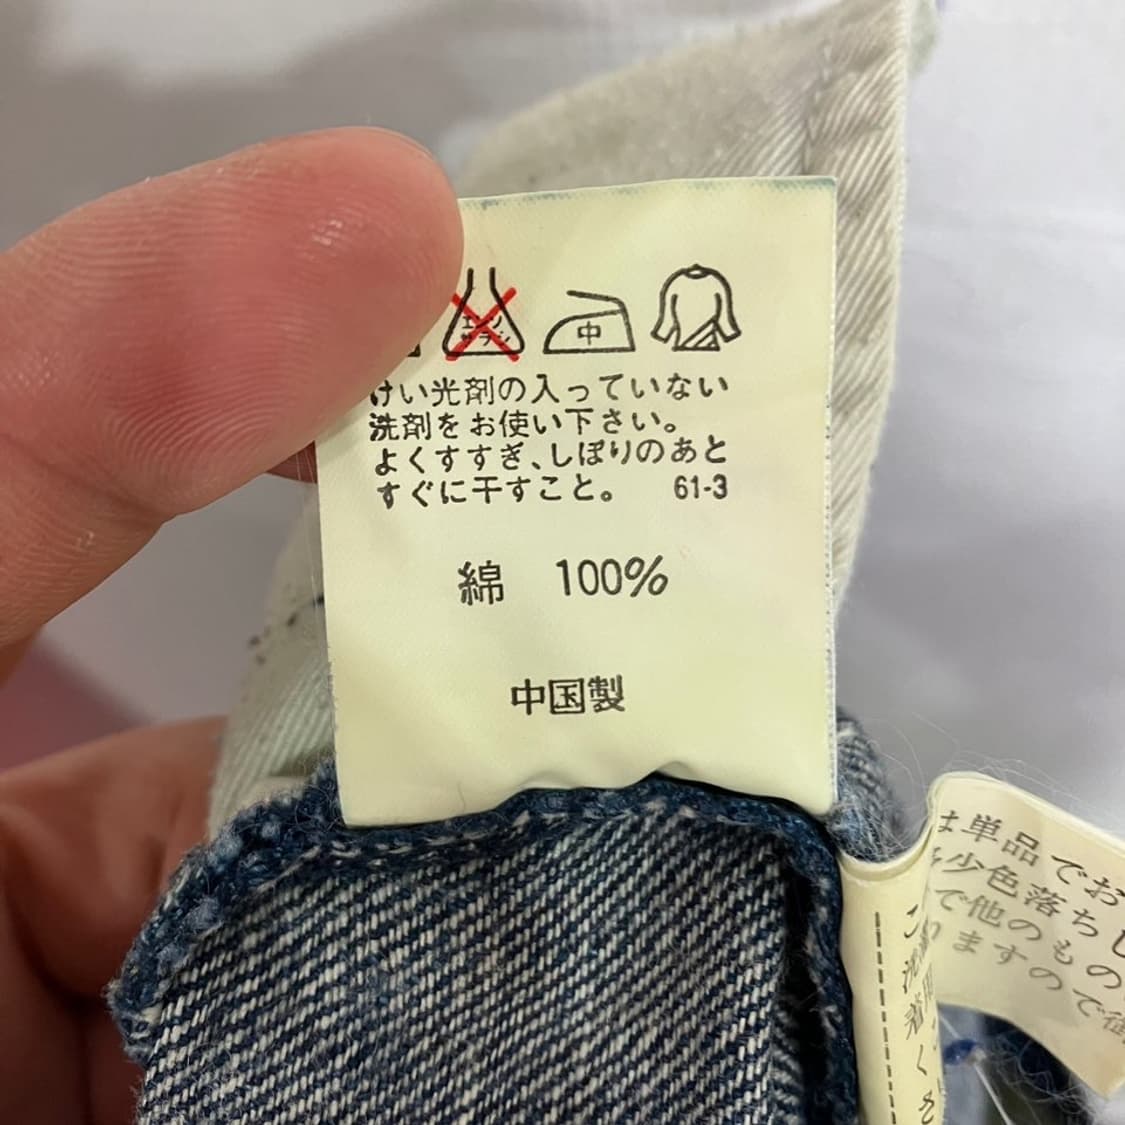 エンソ
サラシ
中
けい光剤の入っていない
洗剤をお使い下さい。
よくすすぎ、しぼりのあと
すぐに干すこと。 61-3
綿 100%
中国製
は単品でお
多少色落ちし
で他のもの
りますので御